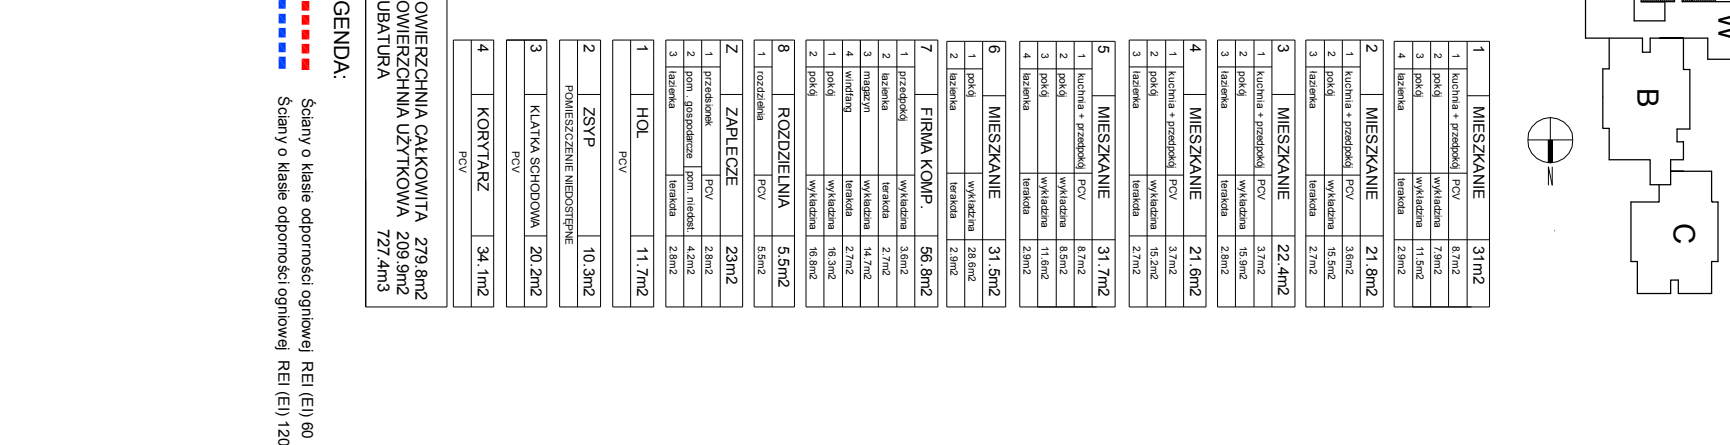 W
B
C
N
1 MIESZKANIE 31m2
1 kuchnia + przedpokój PCV 8.7m2
2 pokój wykładzina 7.9m2
3 pokój wykładzina 11.5m2
4 łazienka terakota 2.9m2
2 MIESZKANIE 21.8m2
1 kuchnia + przedpokój PCV 3.6m2
2 pokój wykładzina 15.5m2
3 łazienka terakota 2.7m2
3 MIESZKANIE 22.4m2
1 kuchnia + przedpokój PCV 3.7m2
2 pokój wykładzina 15.9m2
3 łazienka terakota 2.8m2
4 MIESZKANIE 21.6m2
1 kuchnia + przedpokój PCV 3.7m2
2 pokój wykładzina 15.2m2
3 łazienka terakota 2.7m2
5 MIESZKANIE 31.7m2
1 kuchnia + przedpokój PCV 8.7m2
2 pokój wykładzina 8.5m2
3 pokój wykładzina 11.6m2
4 łazienka terakota 2.9m2
6 MIESZKANIE 31.5m2
1 pokój wykładzina 28.6m2
2 łazienka terakota 2.9m2
7 FIRMA KOMP. 56.8m2
1 przedpokój wykładzina 3.6m2
2 łazienka terakota 2.7m2
3 magazyn wykładzina 14.7m2
4 windfang terakota 2.7m2
1 pokój wykładzina 16.3m2
2 pokój wykładzina 16.8m2
8 ROZDZIELNIA 5.5m2
1 rozdzielnia PCV 5.5m2
Z ZAPLECZE 23m2
1 przedsionek PCV 2.8m2
2 pom . gospodarcze pom. niedost. 4.2m2
3 łazienka terakota 2.8m2
1 HOL 11.7m2
PCV
2 ZSYP 10.3m2
POMIESZCZENIE NIEDOSTĘPNE
3 KLATKA SCHODOWA 20.2m2
PCV
4 KORYTARZ 34.1m2
PCV
OWIERZCHNIA CAŁKOWITA 279.8m2
OWIERZCHNIA UŻYTKOWA 209.9m2
UBATURA 727.4m3
GENDA:
Ściany o klasie odporności ogniowej REI (EI) 60
Ściany o klasie odporności ogniowej REI (EI) 120